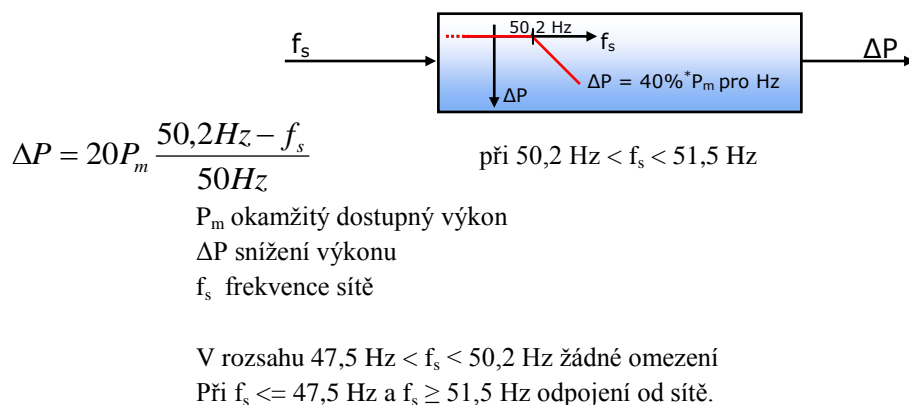 50,2 Hz
f_s
f_s
ΔP
ΔP
ΔP = 40%*P_m pro Hz
ΔP = 20P_m (50,2Hz − f_s) / 50Hz
při 50,2 Hz < f_s < 51,5 Hz
P_m okamžitý dostupný výkon
ΔP snížení výkonu
f_s frekvence sítě
V rozsahu 47,5 Hz < f_s < 50,2 Hz žádné omezení
Při f_s <= 47,5 Hz a f_s ≥ 51,5 Hz odpojení od sítě.